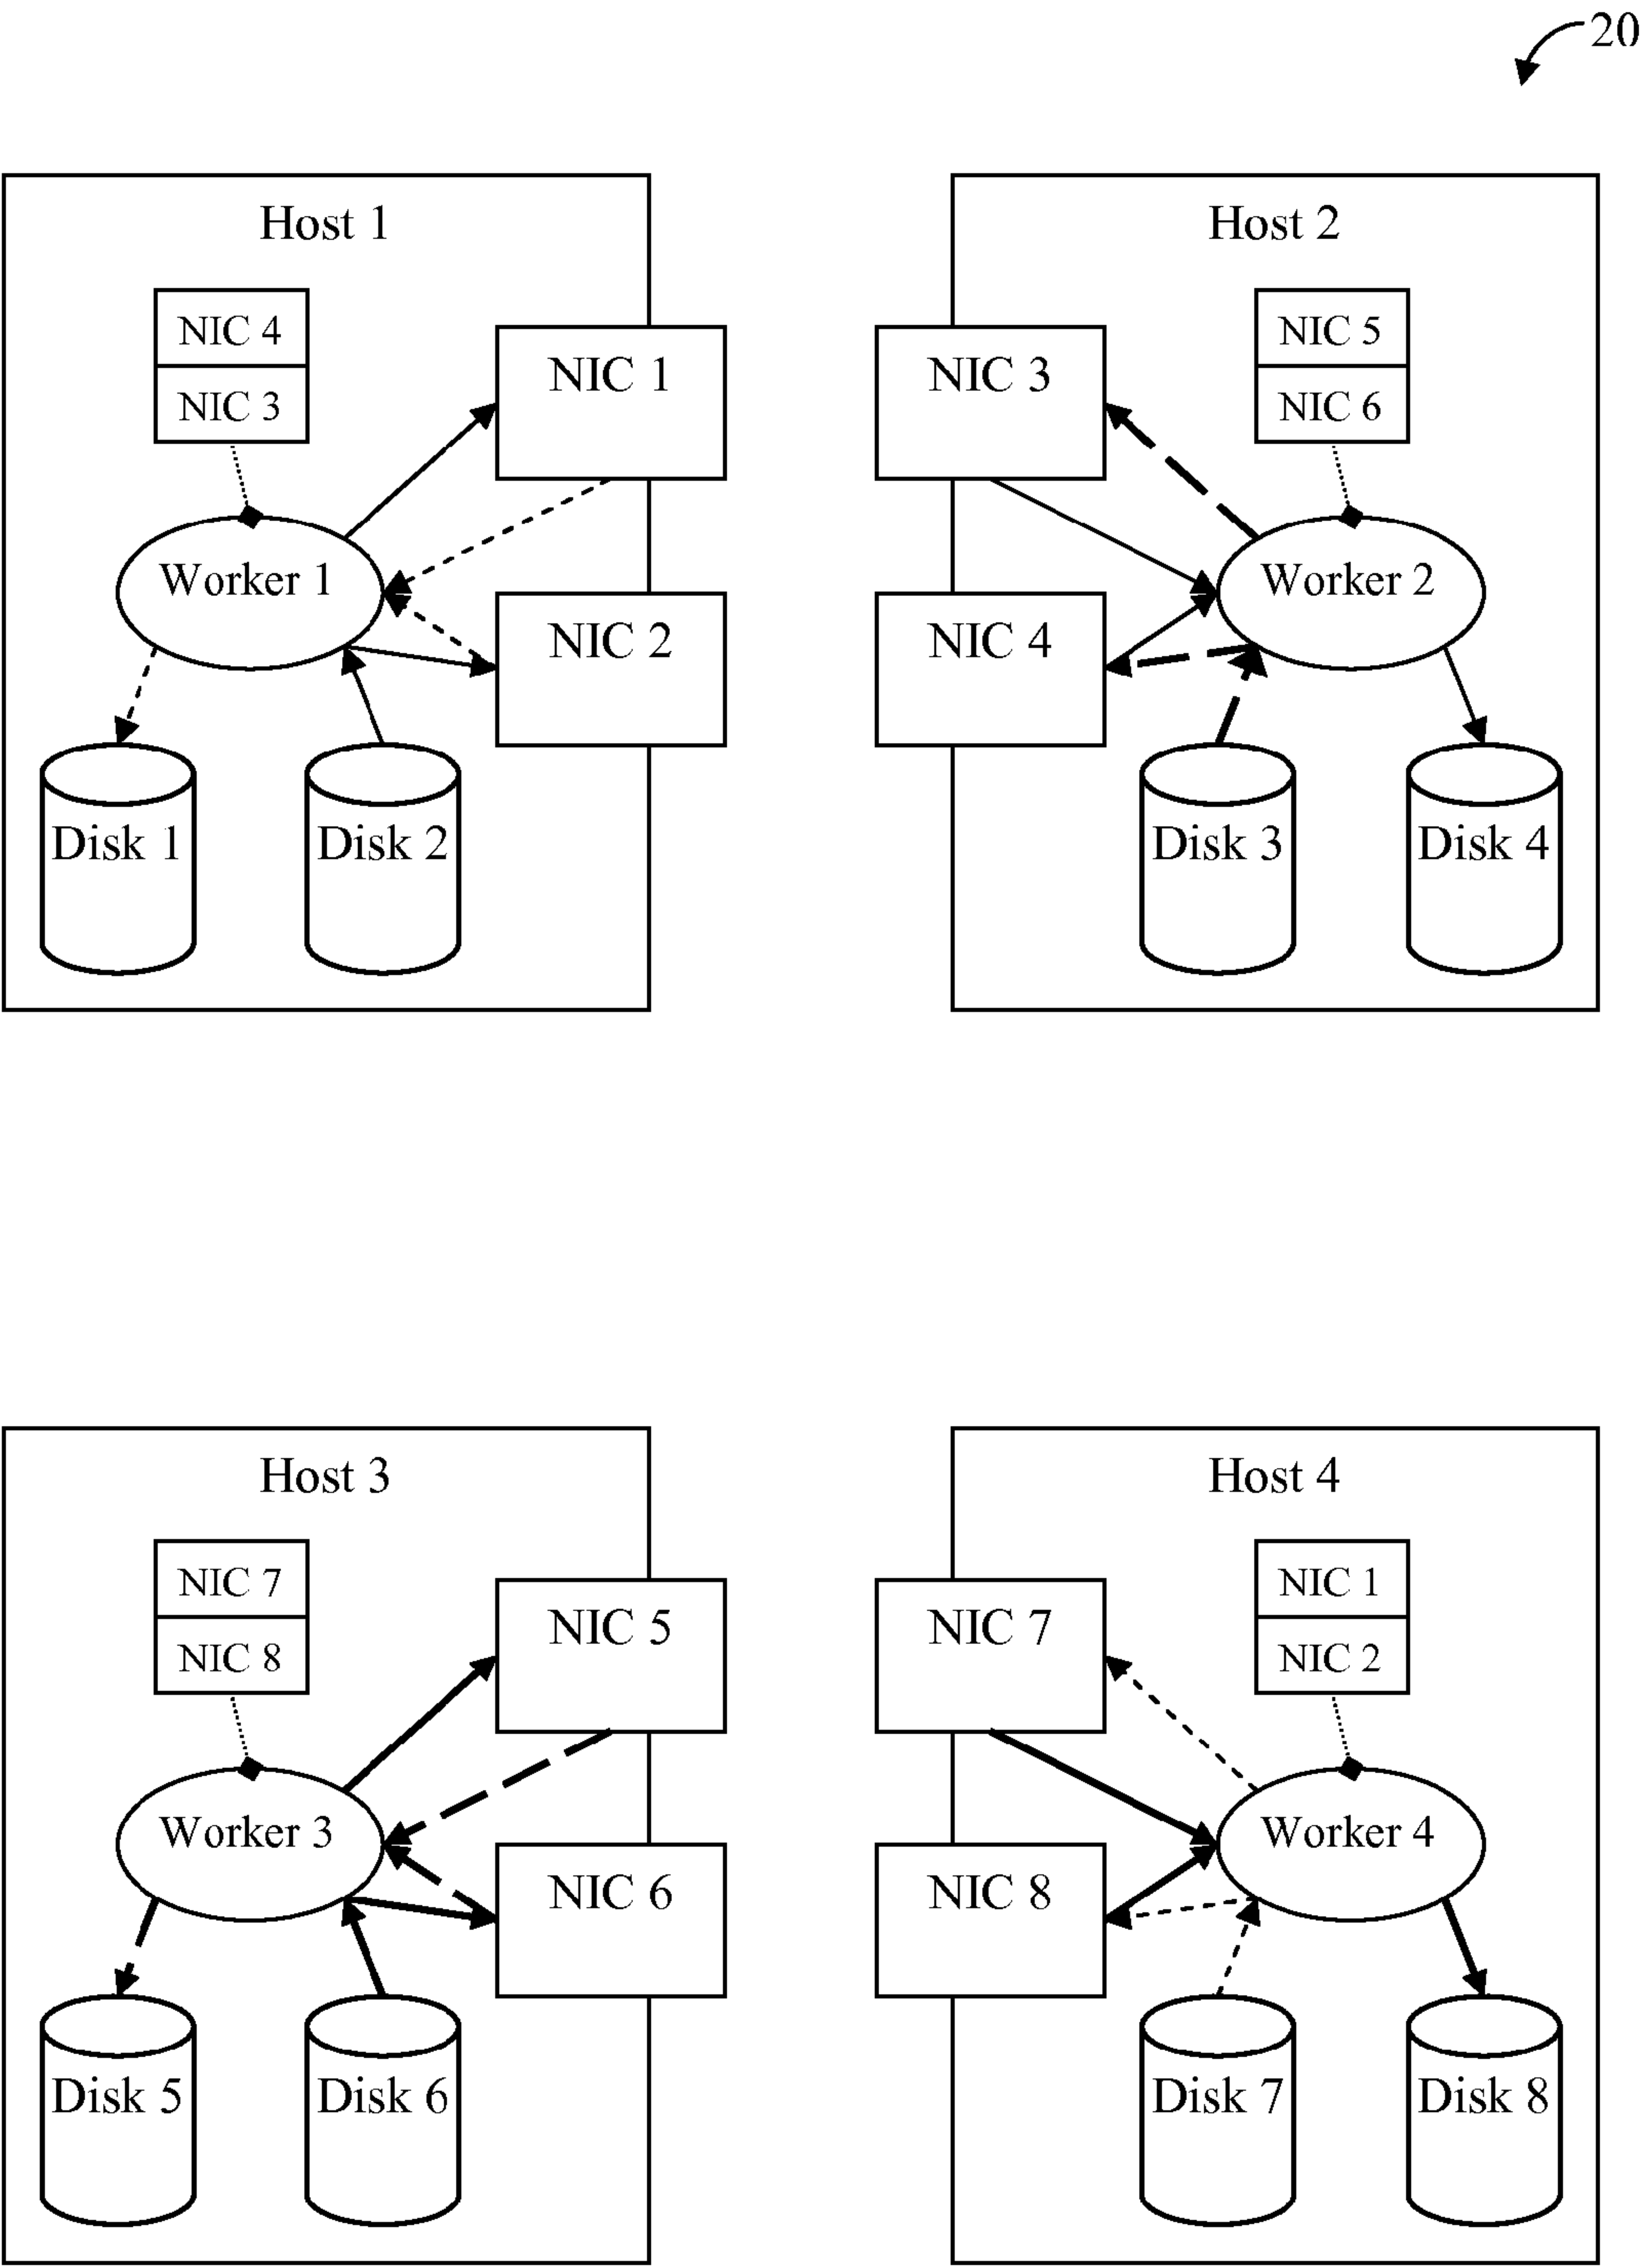 20
Host 1
NIC 4
NIC 3
NIC 1
Worker 1
NIC 2
Disk 1
Disk 2
Host 2
NIC 5
NIC 6
NIC 3
Worker 2
NIC 4
Disk 3
Disk 4
Host 3
NIC 7
NIC 8
NIC 5
Worker 3
NIC 6
Disk 5
Disk 6
Host 4
NIC 1
NIC 2
NIC 7
Worker 4
NIC 8
Disk 7
Disk 8